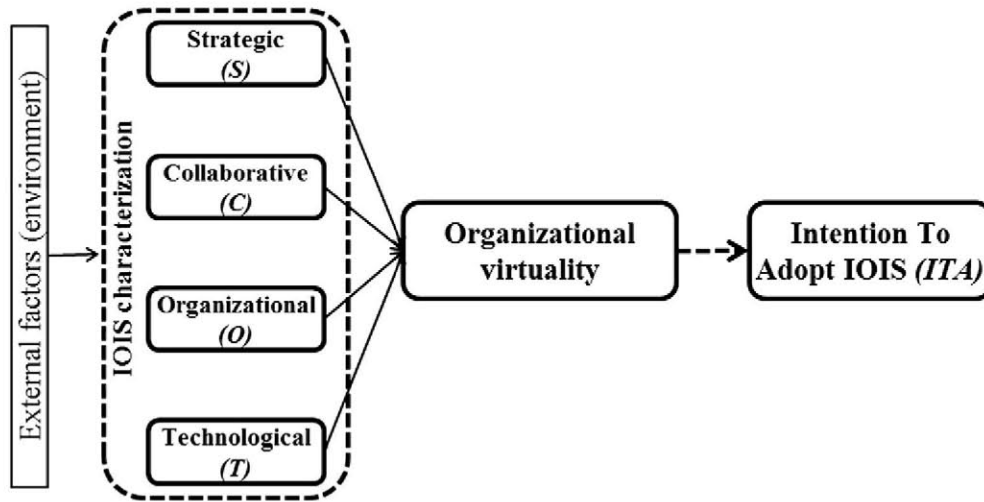 External factors (environment)
IOIS characterization
Strategic
(S)
Collaborative
(C)
Organizational
(O)
Technological
(T)
Organizational
virtuality
Intention To
Adopt IOIS (ITA)